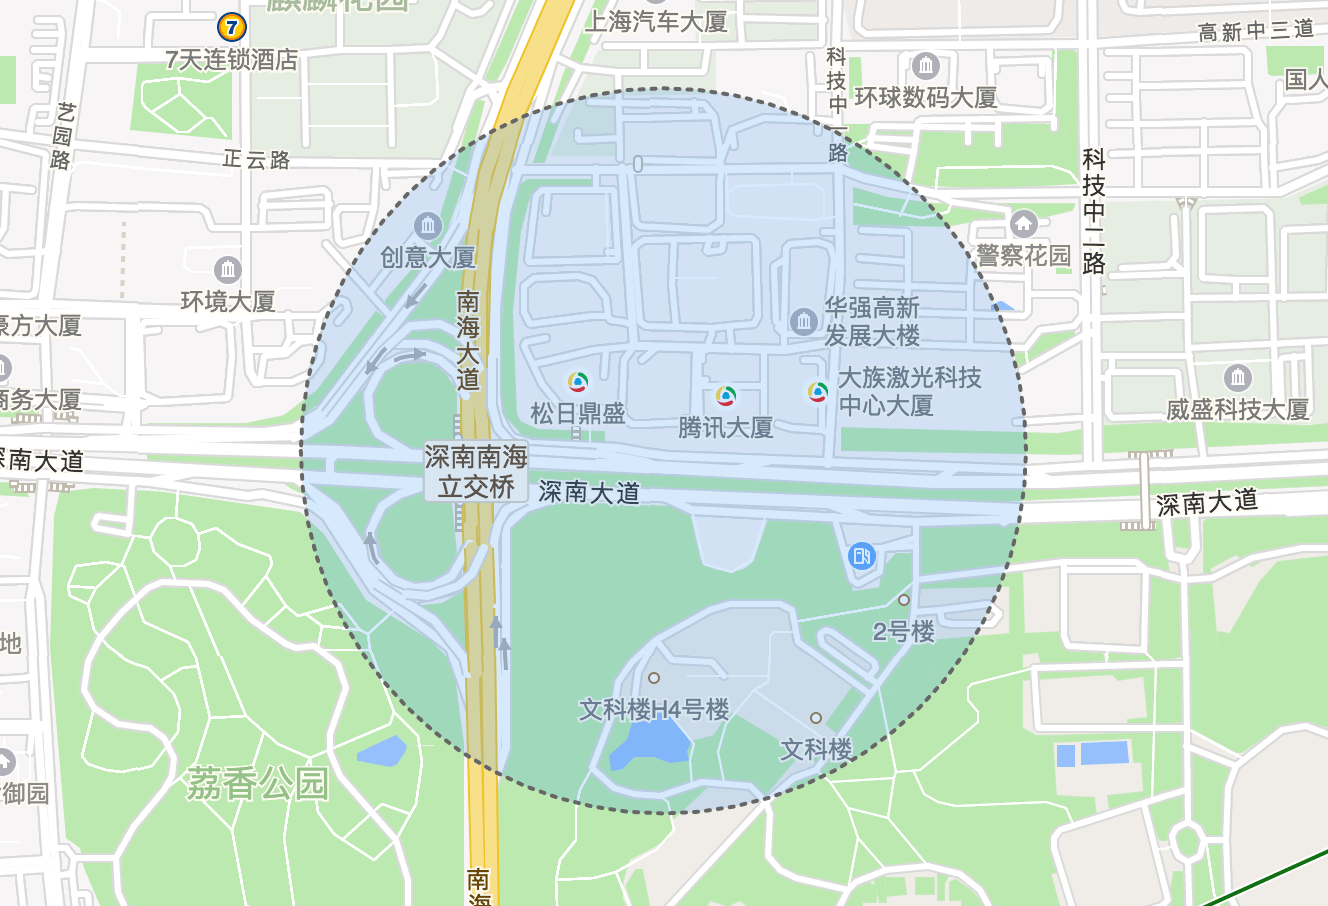 麒麟花园
上海汽车大厦
高新中三道
7
7天连锁酒店
科技中一路
环球数码大厦
国人
艺园路
正云路
科技中二路
创意大厦
警察花园
环境大厦
南海大道
华强高新
发展大楼
豪方大厦
大族激光科技
中心大厦
商务大厦
松日鼎盛
腾讯大厦
威盛科技大厦
深南大道
深南南海
立交桥
深南大道
深南大道
2号楼
地
文科楼H4号楼
文科楼
荔香公园
御园
南海